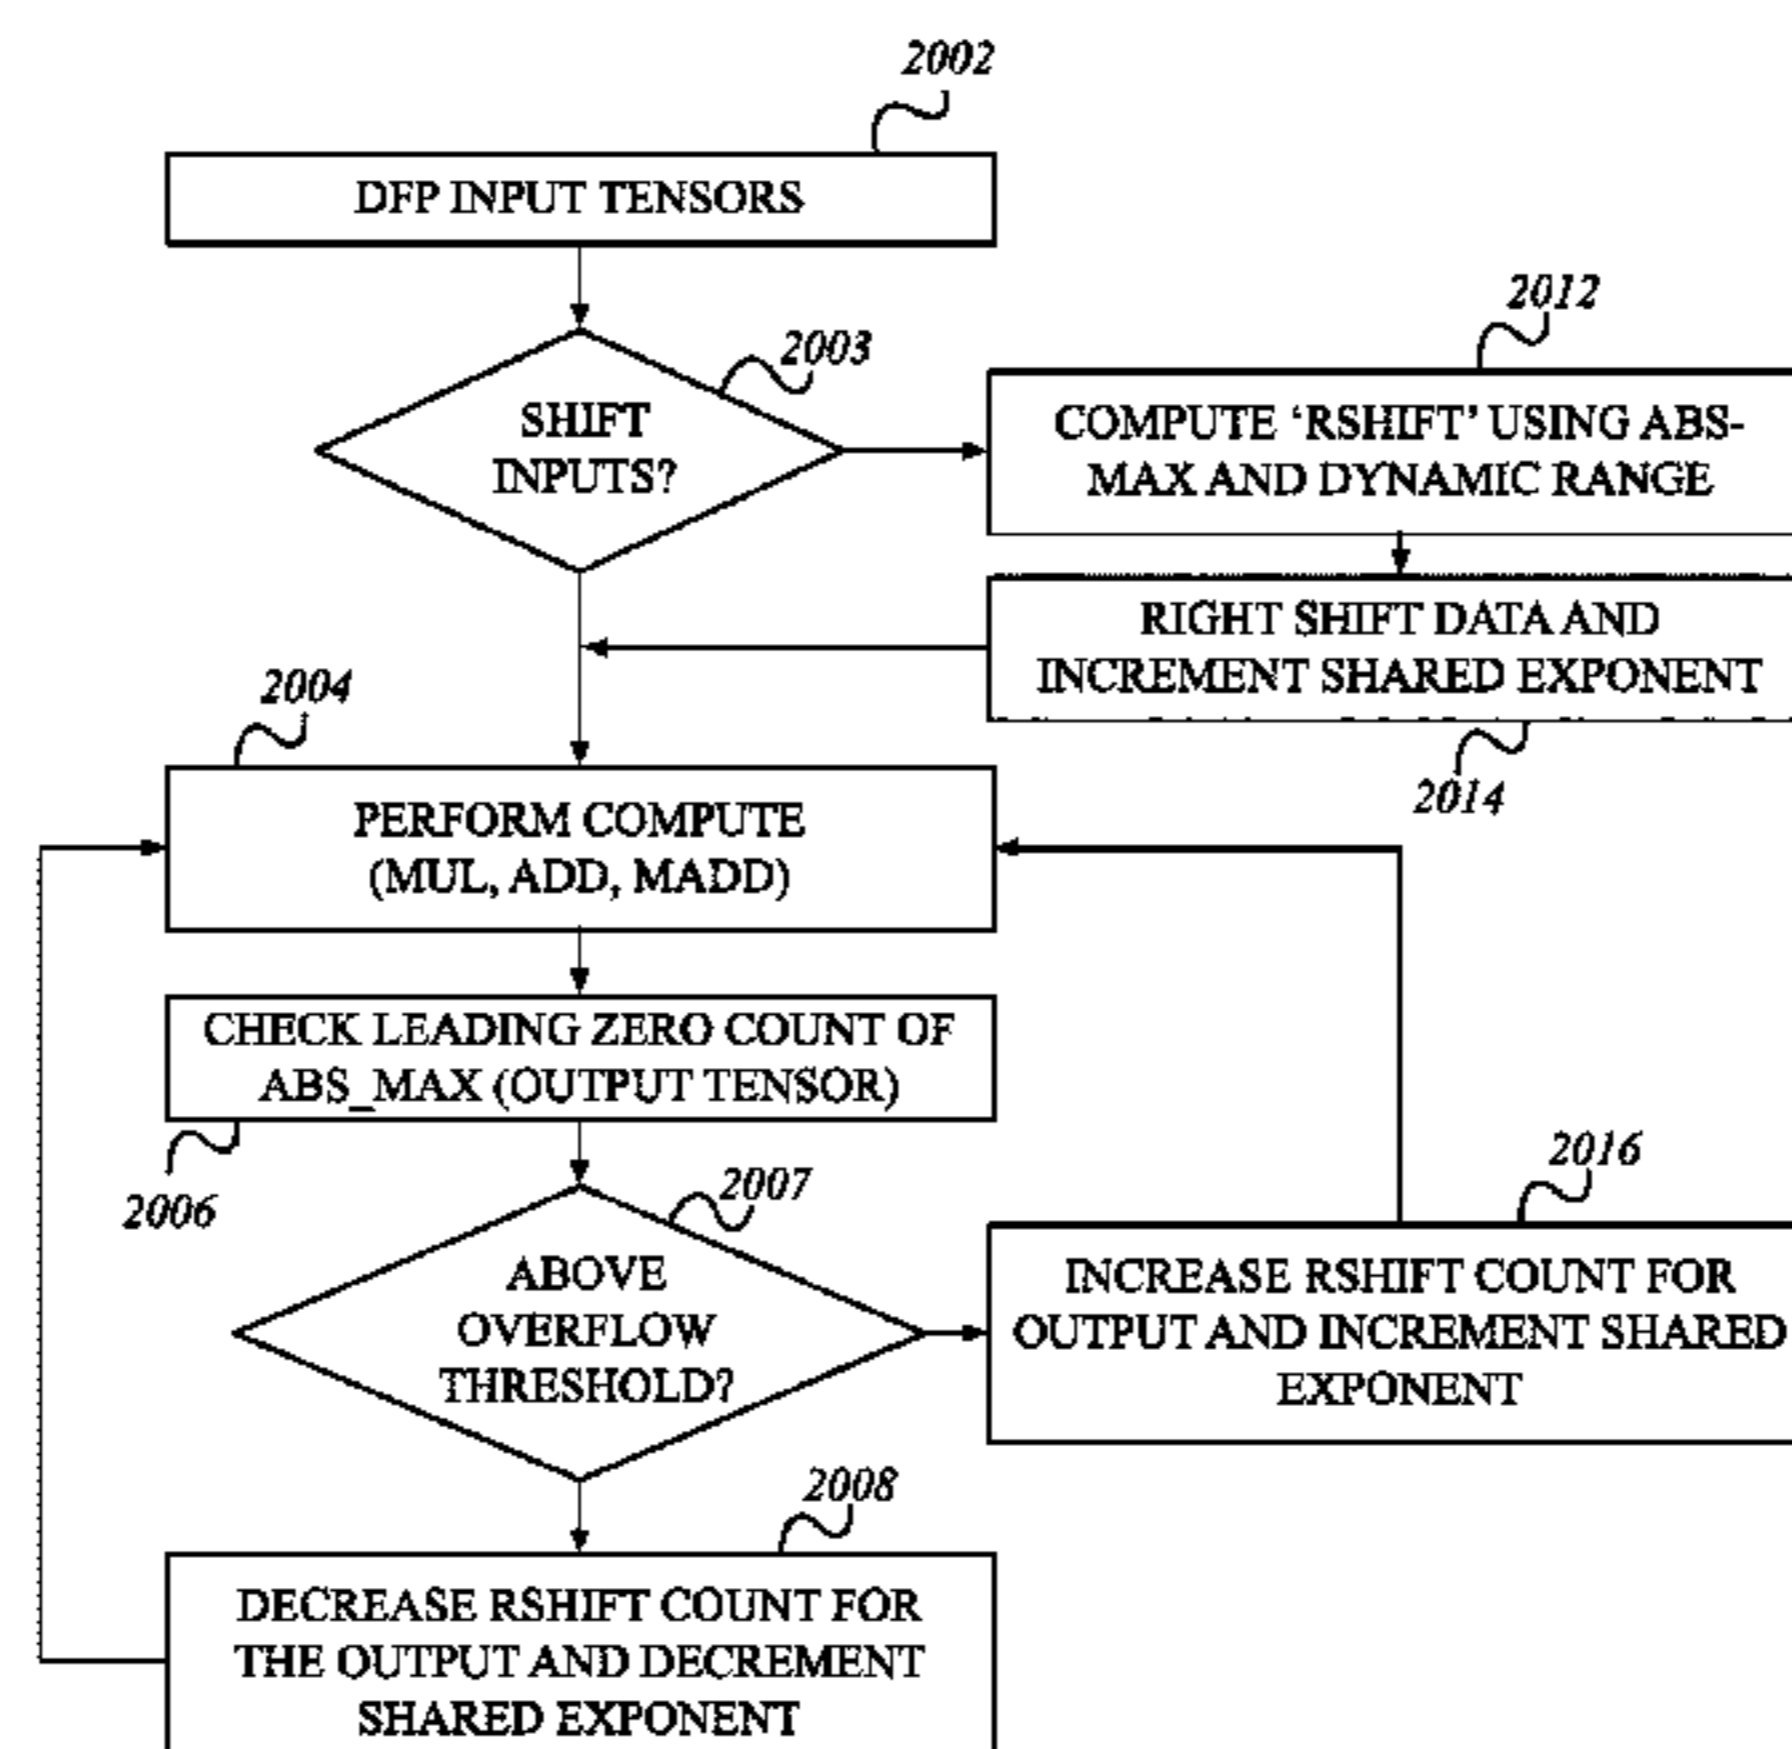 2002
DFP INPUT TENSORS
2003
SHIFT
INPUTS?
2012
COMPUTE ‘RSHIFT’ USING ABS-
MAX AND DYNAMIC RANGE
RIGHT SHIFT DATA AND
INCREMENT SHARED EXPONENT
2014
2004
PERFORM COMPUTE
(MUL, ADD, MADD)
CHECK LEADING ZERO COUNT OF
ABS_MAX (OUTPUT TENSOR)
2006
2007
ABOVE
OVERFLOW
THRESHOLD?
2016
INCREASE RSHIFT COUNT FOR
OUTPUT AND INCREMENT SHARED
EXPONENT
2008
DECREASE RSHIFT COUNT FOR
THE OUTPUT AND DECREMENT
SHARED EXPONENT